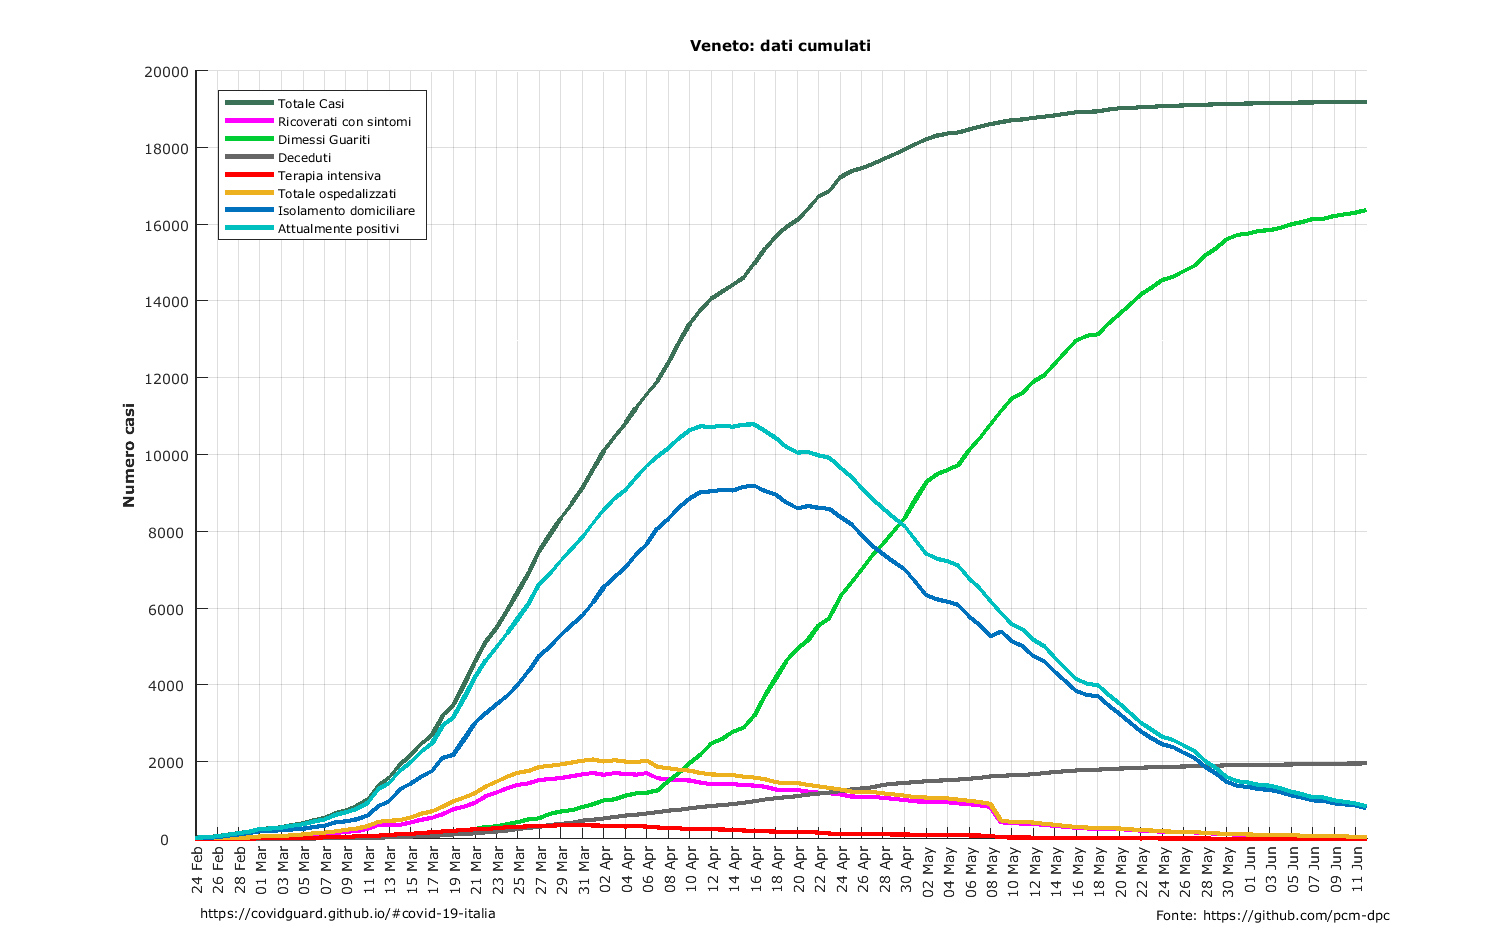 Veneto: dati cumulati
20000
18000
16000
14000
12000
10000
8000
6000
4000
2000
0
Numero casi
Totale Casi
Ricoverati con sintomi
Dimessi Guariti
Deceduti
Terapia intensiva
Totale ospedalizzati
Isolamento domiciliare
Attualmente positivi
24 Feb
26 Feb
28 Feb
01 Mar
03 Mar
05 Mar
07 Mar
09 Mar
11 Mar
13 Mar
15 Mar
17 Mar
19 Mar
21 Mar
23 Mar
25 Mar
27 Mar
29 Mar
31 Mar
02 Apr
04 Apr
06 Apr
08 Apr
10 Apr
12 Apr
14 Apr
16 Apr
18 Apr
20 Apr
22 Apr
24 Apr
26 Apr
28 Apr
30 Apr
02 May
04 May
06 May
08 May
10 May
12 May
14 May
16 May
18 May
20 May
22 May
24 May
26 May
28 May
30 May
01 Jun
03 Jun
05 Jun
07 Jun
09 Jun
11 Jun
https://covidguard.github.io/#covid-19-italia
Fonte: https://github.com/pcm-dpc